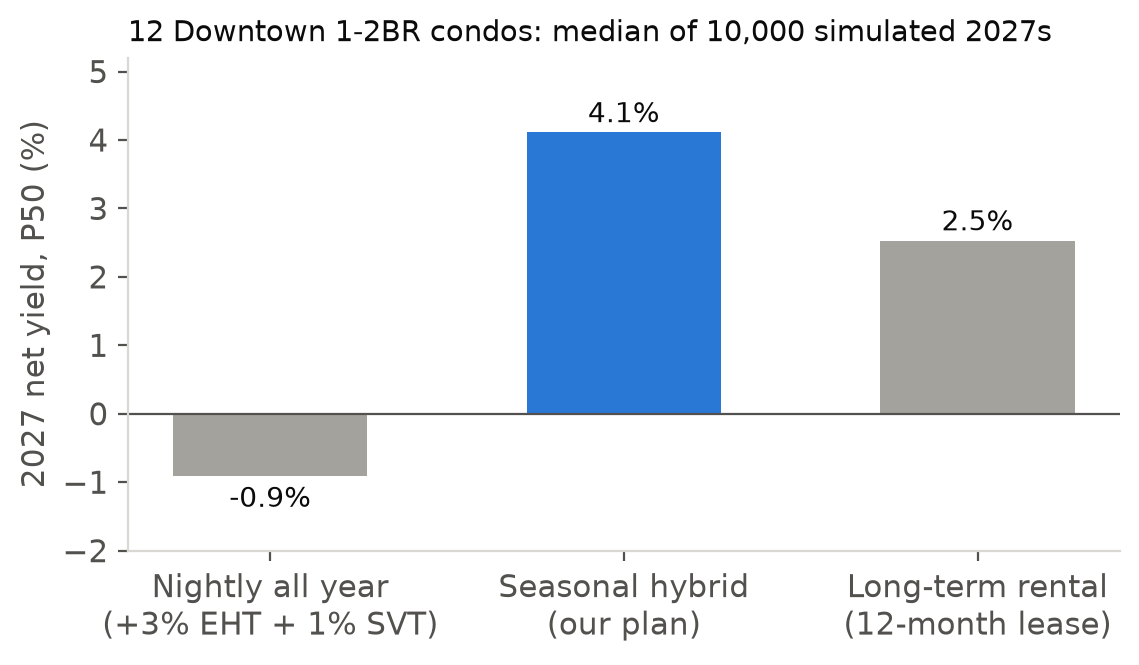 12 Downtown 1-2BR condos: median of 10,000 simulated 2027s
2027 net yield, P50 (%)
5
4
3
2
1
0
−1
−2
-0.9%
4.1%
2.5%
Nightly all year
(+3% EHT + 1% SVT)
Seasonal hybrid
(our plan)
Long-term rental
(12-month lease)